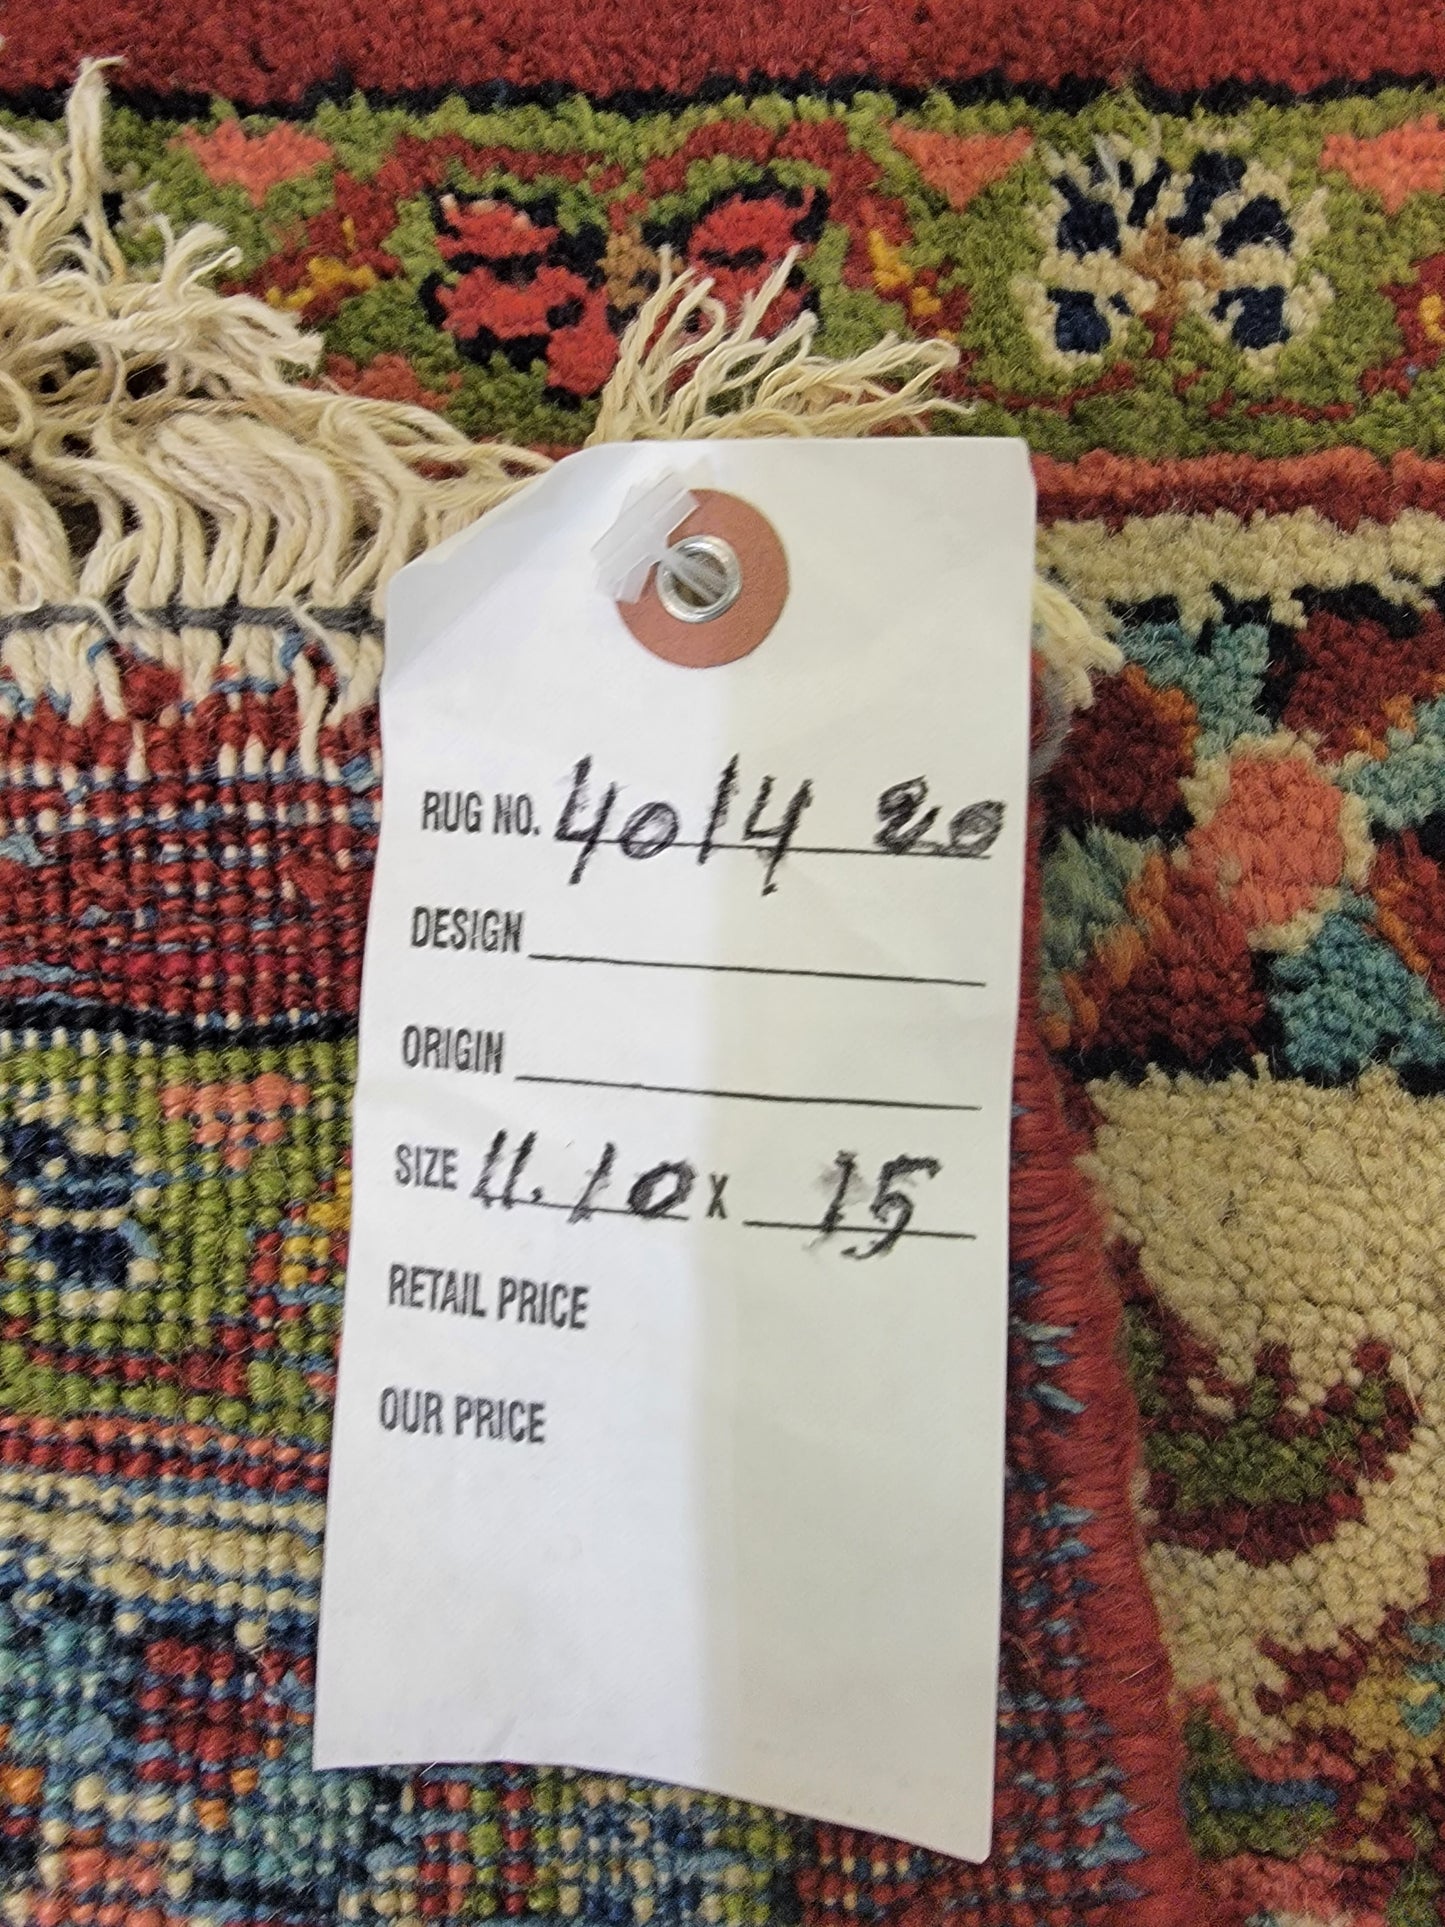 RUG NO. 4014 20
DESIGN
ORIGIN
SIZE 11.10 x 15
RETAIL PRICE
OUR PRICE